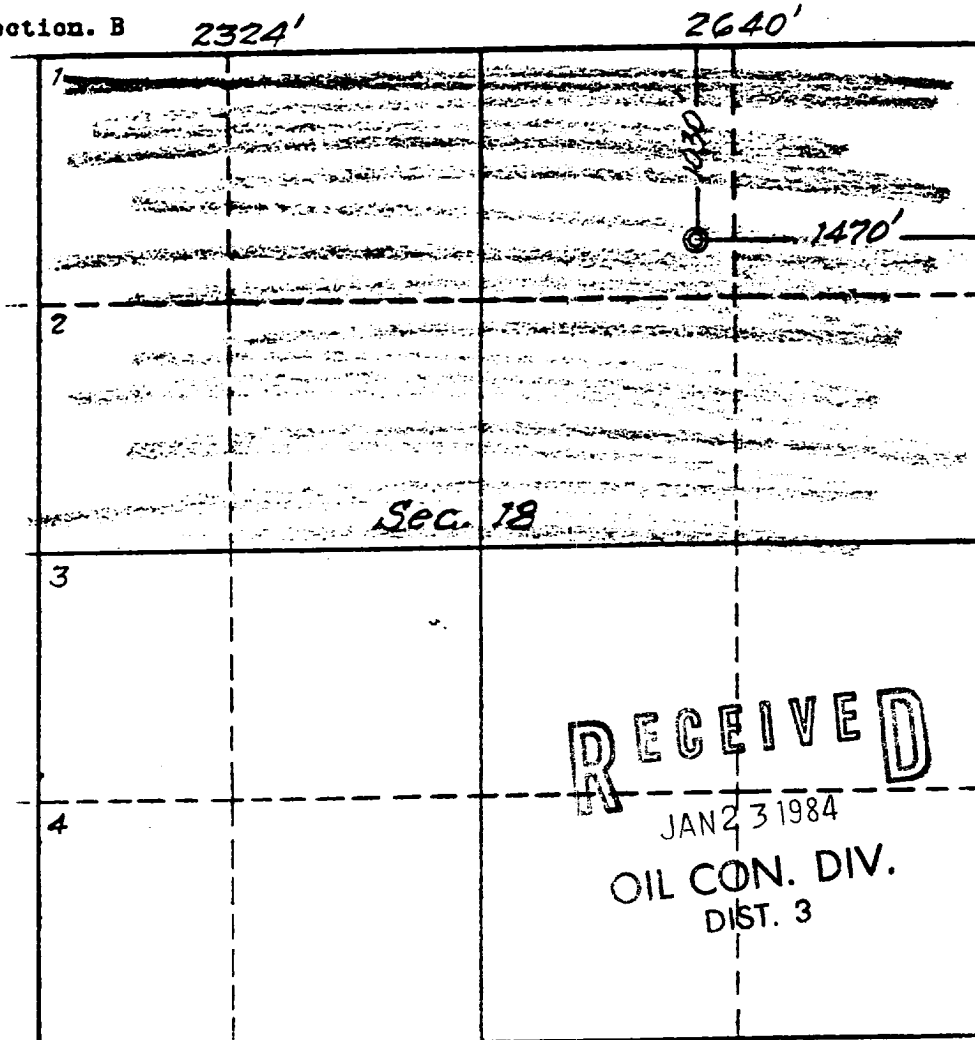 ection. B
2324'
2640'
1
1030
1470'
2
Sec. 18
3
RECEIVED
JAN 23 1984
4
OIL CON. DIV.
DIST. 3